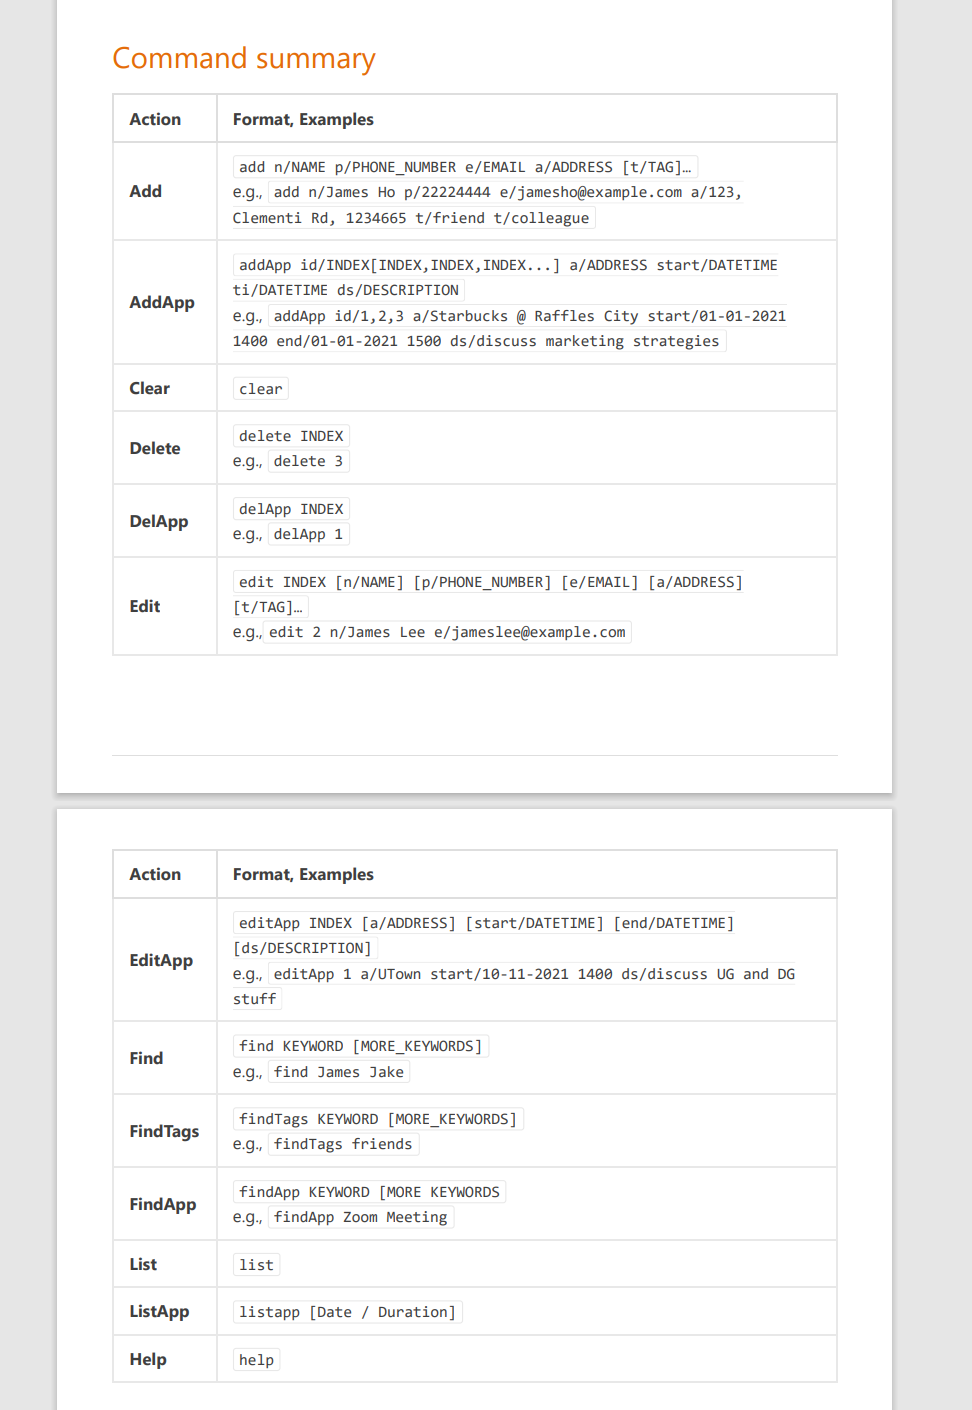 Command summary
Action Format, Examples
Add
add n/NAME p/PHONE_NUMBER e/EMAIL a/ADDRESS [t/TAG]…
e.g., add n/James Ho p/22224444 e/jamesho@example.com a/123,
Clementi Rd, 1234665 t/friend t/colleague
AddApp
addApp id/INDEX[INDEX,INDEX,INDEX...] a/ADDRESS start/DATETIME
ti/DATETIME ds/DESCRIPTION
e.g., addApp id/1,2,3 a/Starbucks @ Raffles City start/01-01-2021
1400 end/01-01-2021 1500 ds/discuss marketing strategies
Clear
clear
Delete
delete INDEX
e.g., delete 3
DelApp
delApp INDEX
e.g., delApp 1
Edit
edit INDEX [n/NAME] [p/PHONE_NUMBER] [e/EMAIL] [a/ADDRESS]
[t/TAG]…
e.g., edit 2 n/James Lee e/jameslee@example.com
Action Format, Examples
EditApp
editApp INDEX [a/ADDRESS] [start/DATETIME] [end/DATETIME]
[ds/DESCRIPTION]
e.g., editApp 1 a/UTown start/10-11-2021 1400 ds/discuss UG and DG
stuff
Find
find KEYWORD [MORE_KEYWORDS]
e.g., find James Jake
FindTags
findTags KEYWORD [MORE_KEYWORDS]
e.g., findTags friends
FindApp
findApp KEYWORD [MORE KEYWORDS
e.g., findApp Zoom Meeting
List
list
ListApp
listapp [Date / Duration]
Help
help